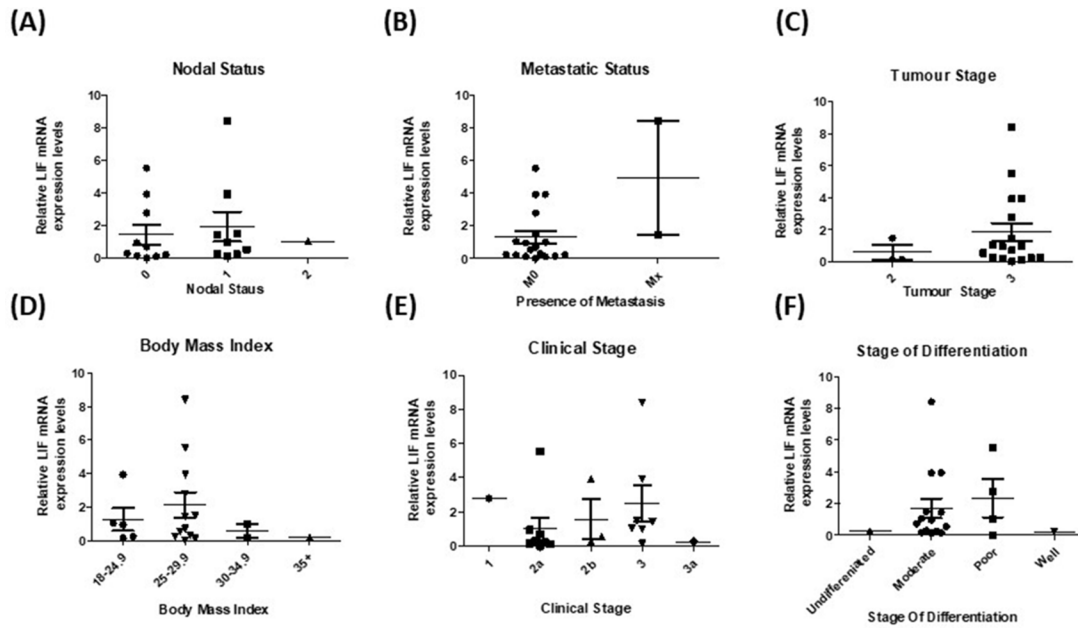 (A)
Nodal Status
Relative LIF mRNA
expression levels
10
8
6
4
2
0
0
1
2
Nodal Staus
(B)
Metastatic Status
Relative LIF mRNA
expression levels
10
8
6
4
2
0
M0
Mx
Presence of Metastasis
(C)
Tumour Stage
Relative LIF mRNA
expression levels
10
8
6
4
2
0
2
3
Tumour Stage
(D)
Body Mass Index
Relative LIF mRNA
expression levels
10
8
6
4
2
0
18-24,9
25-29,9
30-34,9
35+
Body Mass Index
(E)
Clinical Stage
Relative LIF mRNA
expression levels
10
8
6
4
2
0
1
2a
2b
3
3a
Clinical Stage
(F)
Stage of Differentiation
Relative LIF mRNA
expression levels
10
8
6
4
2
0
Undifferentiated
Moderate
Poor
Well
Stage Of Differentiation